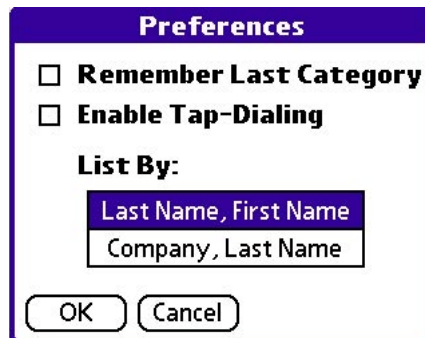 Preferences
Remember Last Category
Enable Tap-Dialing
List By:
Last Name, First Name
Company, Last Name
OK Cancel